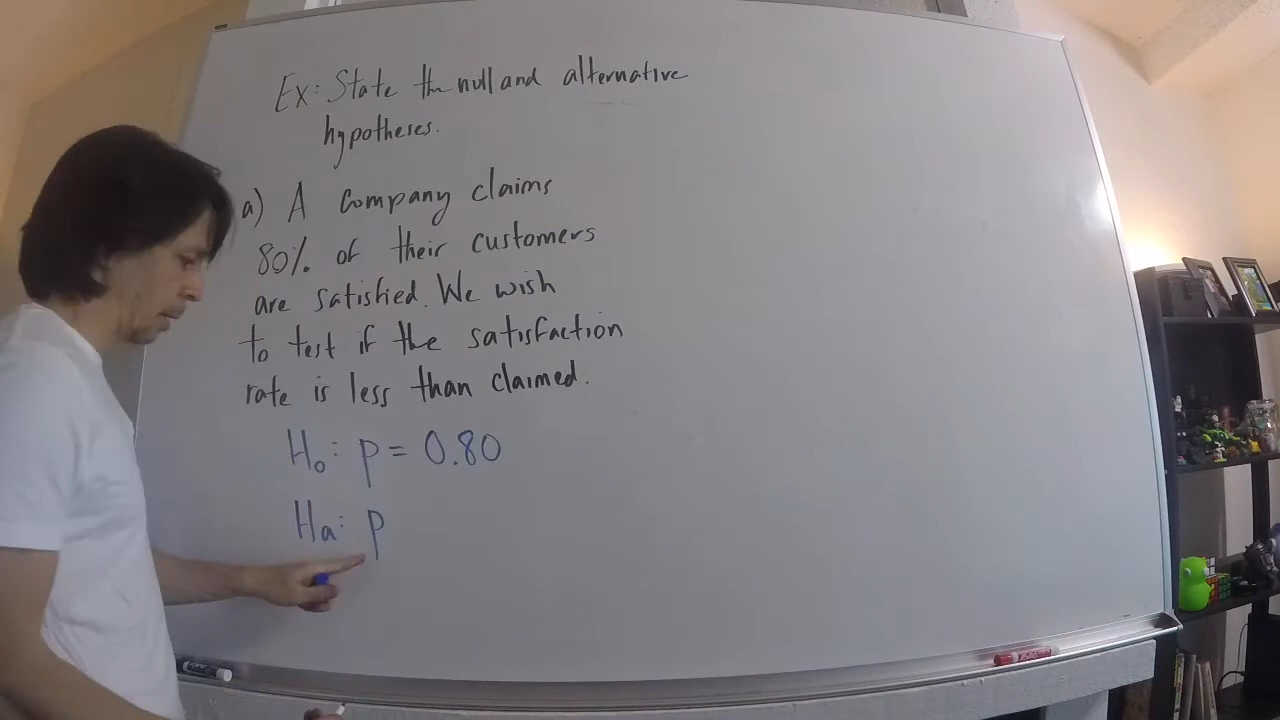 Ex: State the null and alternative
hypotheses.
a) A company claims
80% of their customers
are satisfied. We wish
to test if the satisfaction
rate is less than claimed.
H₀: p = 0.80
Ha: p